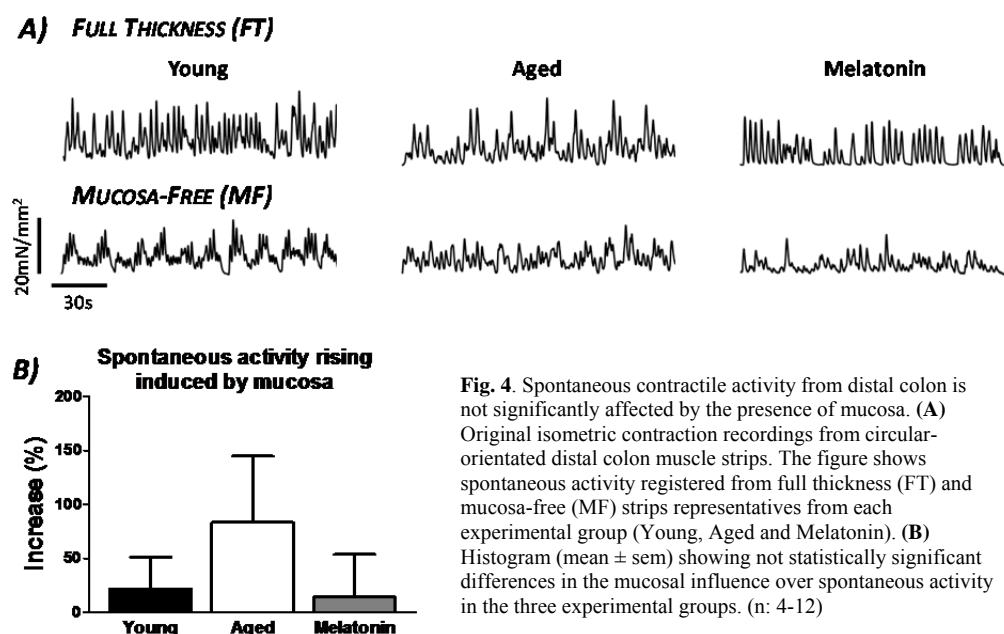 A) FULL THICKNESS (FT)
Young
Aged
Melatonin
MUCOSA-FREE (MF)
20mN/mm²
30s
B)
Spontaneous activity rising
induced by mucosa
Increase (%)
200
150
100
50
0
Young
Aged
Melatonin
Fig. 4. Spontaneous contractile activity from distal colon is
not significantly affected by the presence of mucosa. (A)
Original isometric contraction recordings from circular-
orientated distal colon muscle strips. The figure shows
spontaneous activity registered from full thickness (FT) and
mucosa-free (MF) strips representatives from each
experimental group (Young, Aged and Melatonin). (B)
Histogram (mean ± sem) showing not statistically significant
differences in the mucosal influence over spontaneous activity
in the three experimental groups. (n: 4-12)